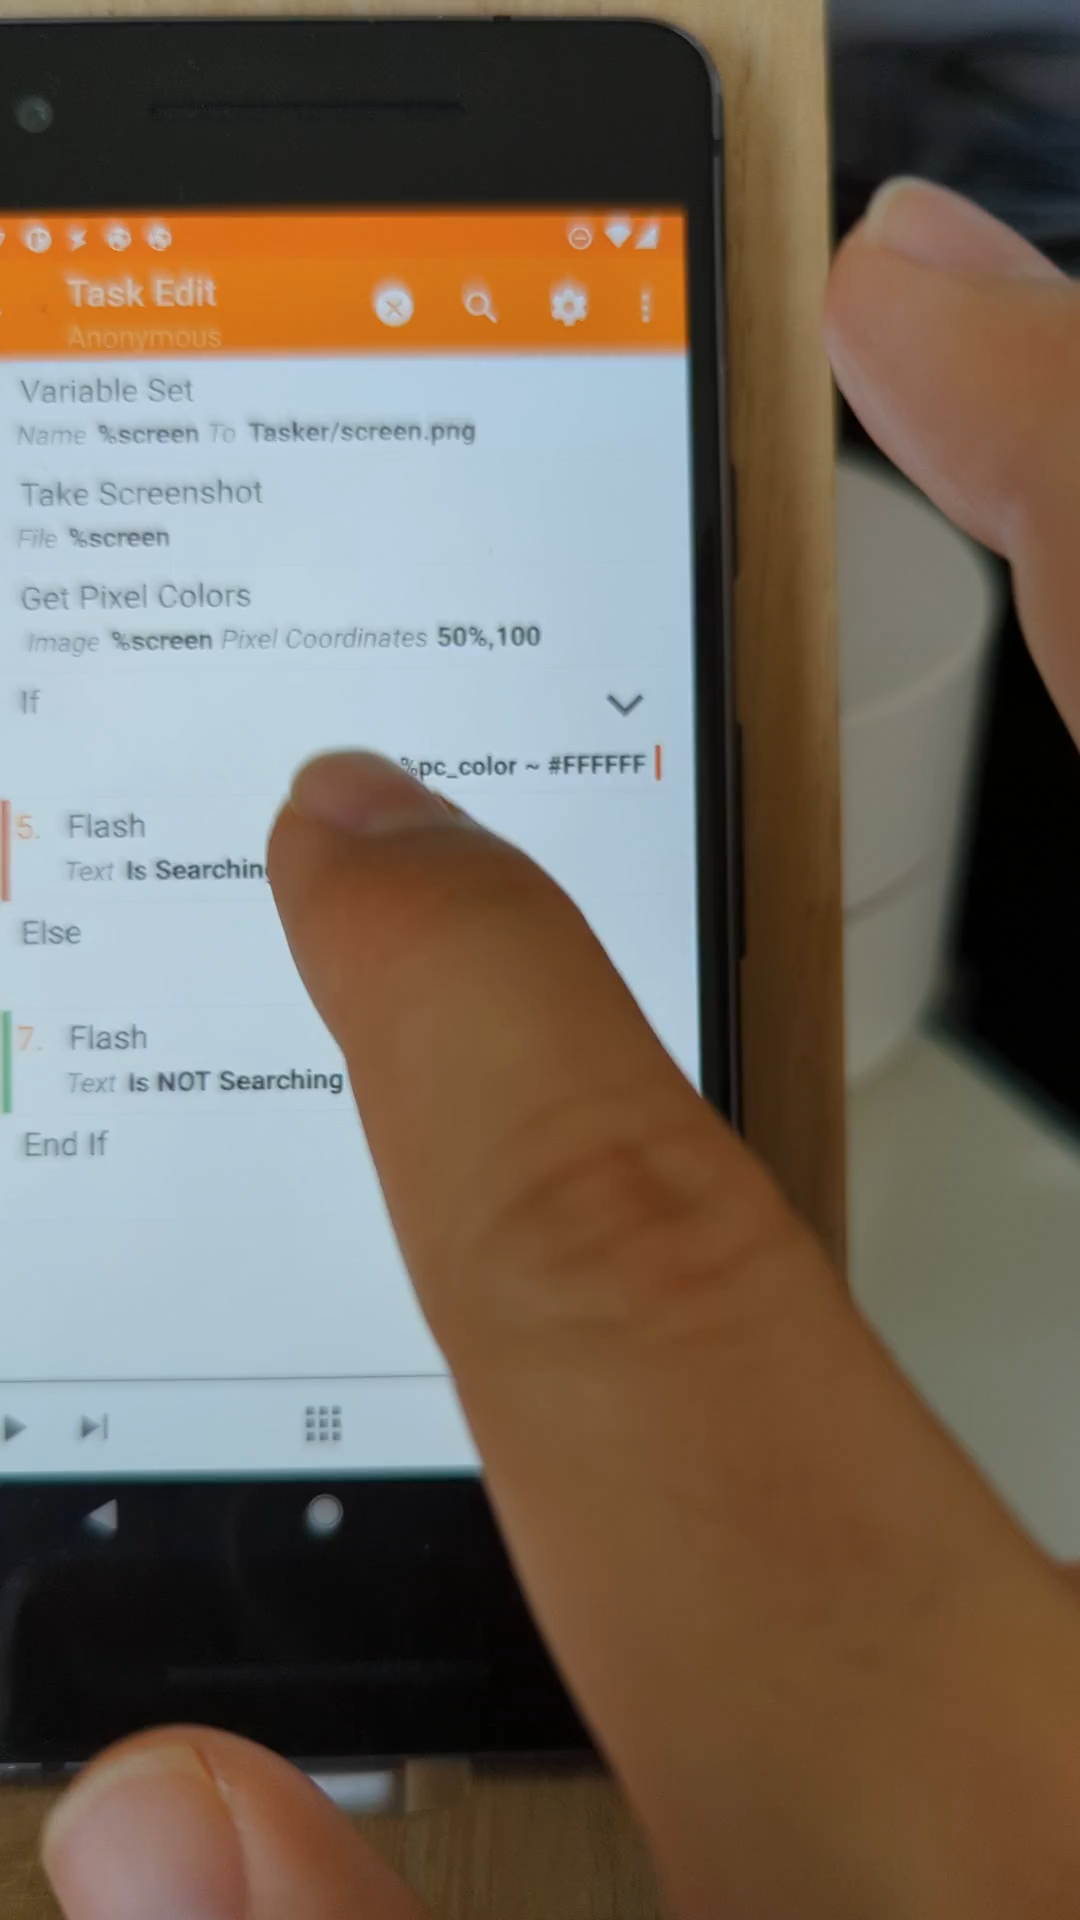 Task Edit
Anonymous
Variable Set
Name %screen To Tasker/screen.png
Take Screenshot
File %screen
Get Pixel Colors
Image %screen Pixel Coordinates 50%,100
If
%pc_color ~ #FFFFFF
5. Flash
Text Is Searching
Else
7. Flash
Text Is NOT Searching
End If